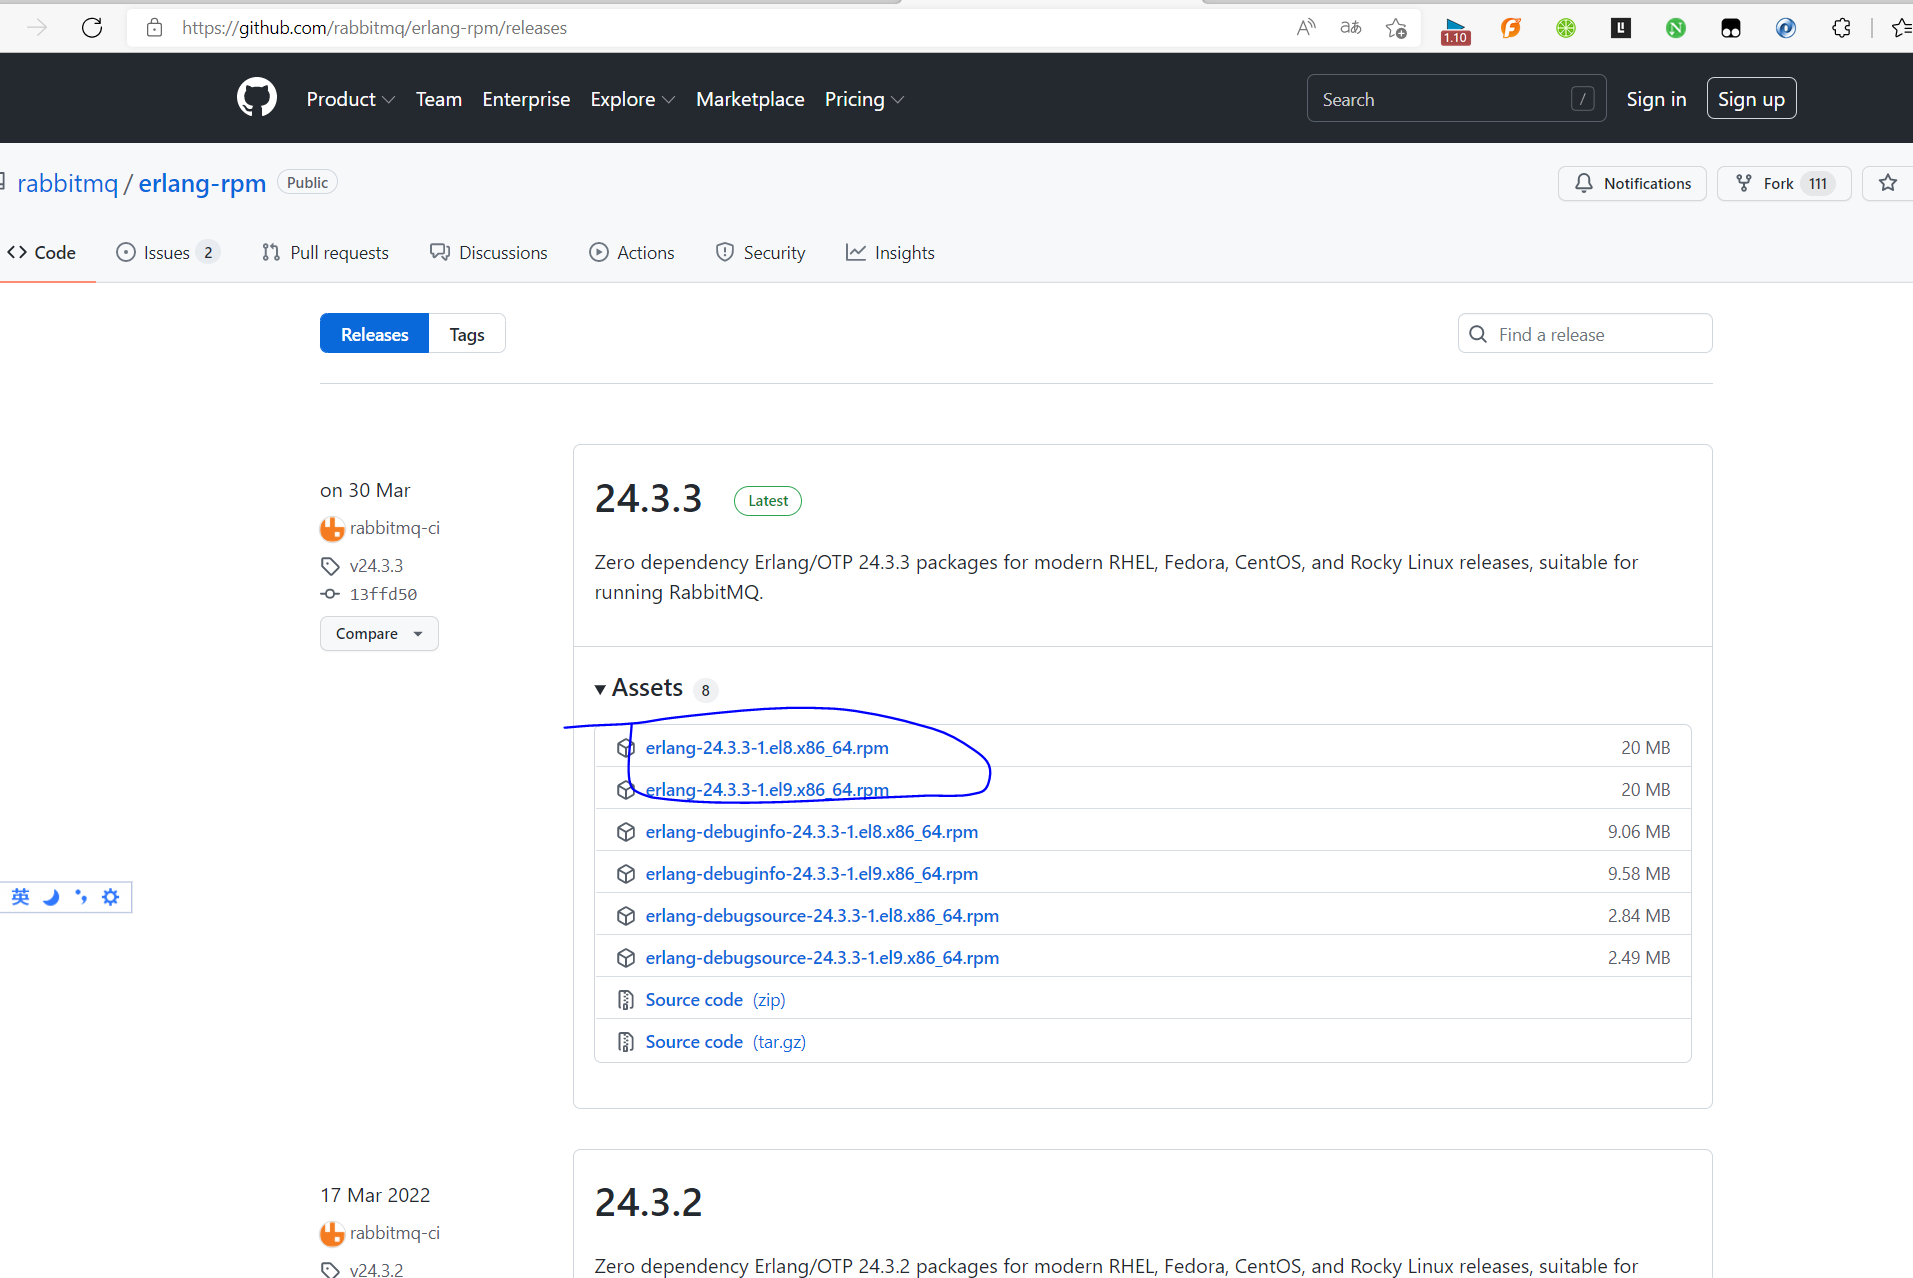 https://github.com/rabbitmq/erlang-rpm/releases
A
aあ
1.10
Product
Team
Enterprise
Explore
Marketplace
Pricing
Search
/
Sign in
Sign up
rabbitmq / erlang-rpm
Public
Notifications
Fork 111
Code
Issues 2
Pull requests
Discussions
Actions
Security
Insights
Releases
Tags
Find a release
on 30 Mar
rabbitmq-ci
v24.3.3
13ffd50
Compare
24.3.3
Latest
Zero dependency Erlang/OTP 24.3.3 packages for modern RHEL, Fedora, CentOS, and Rocky Linux releases, suitable for
running RabbitMQ.
Assets 8
erlang-24.3.3-1.el8.x86_64.rpm 20 MB
erlang-24.3.3-1.el9.x86_64.rpm 20 MB
erlang-debuginfo-24.3.3-1.el8.x86_64.rpm 9.06 MB
erlang-debuginfo-24.3.3-1.el9.x86_64.rpm 9.58 MB
erlang-debugsource-24.3.3-1.el8.x86_64.rpm 2.84 MB
erlang-debugsource-24.3.3-1.el9.x86_64.rpm 2.49 MB
Source code (zip)
Source code (tar.gz)
英
17 Mar 2022
rabbitmq-ci
v24.3.2
24.3.2
Zero dependency Erlang/OTP 24.3.2 packages for modern RHEL, Fedora, CentOS, and Rocky Linux releases, suitable for